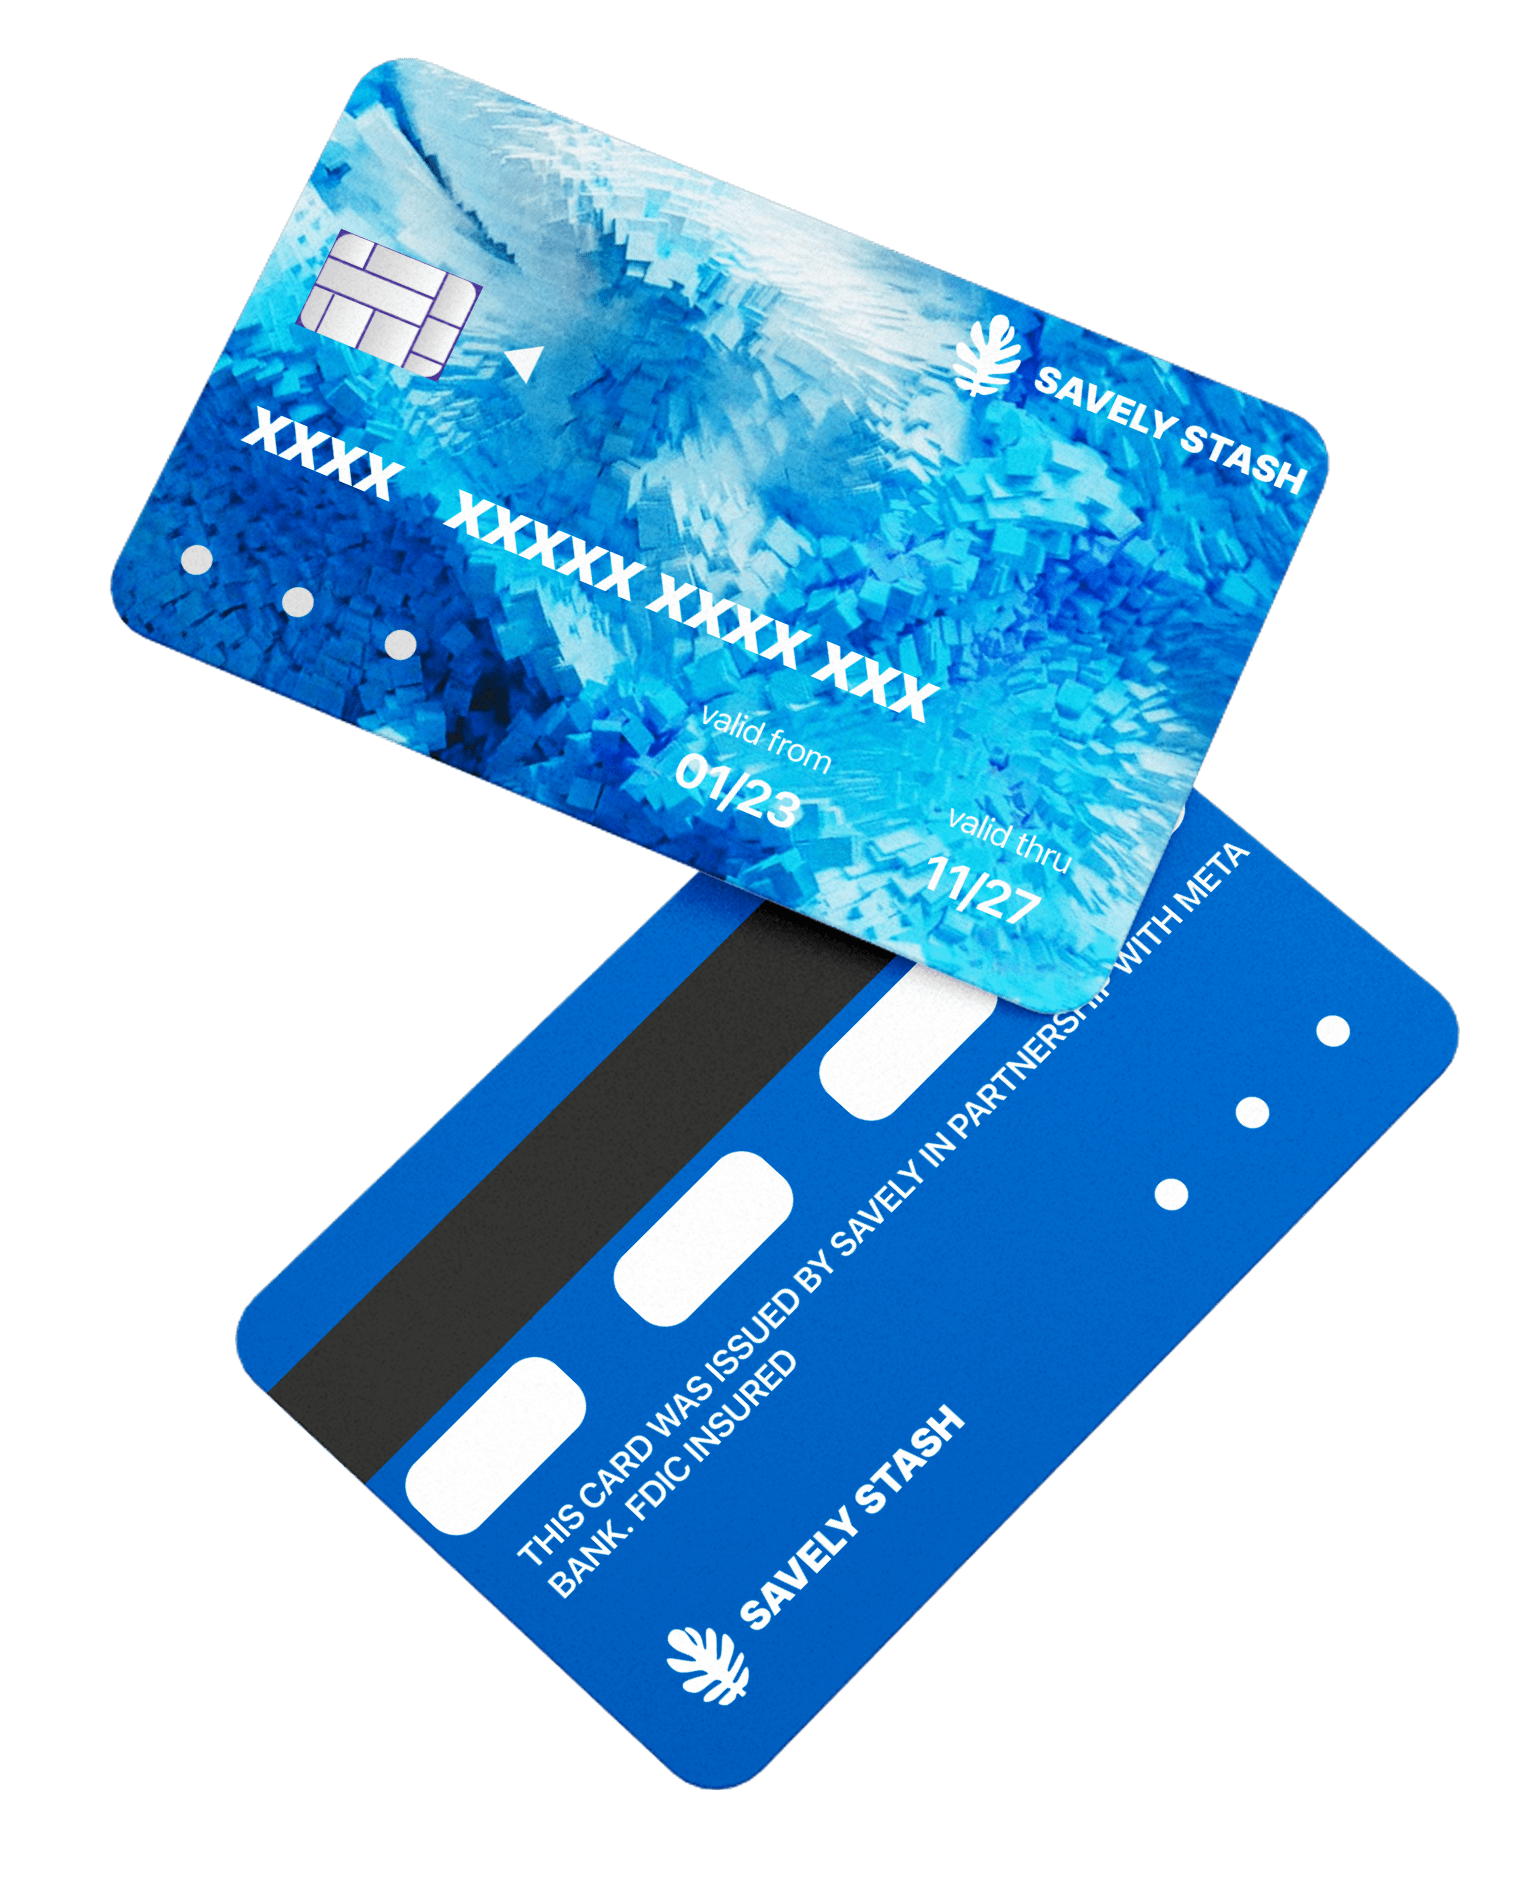 SAVELY STASH
XXXX XXXXX XXXX XXX
valid from
01/23
valid thru
11/27
THIS CARD WAS ISSUED BY SAVELY IN PARTNERSHIP WITH META
BANK. FDIC INSURED
SAVELY STASH